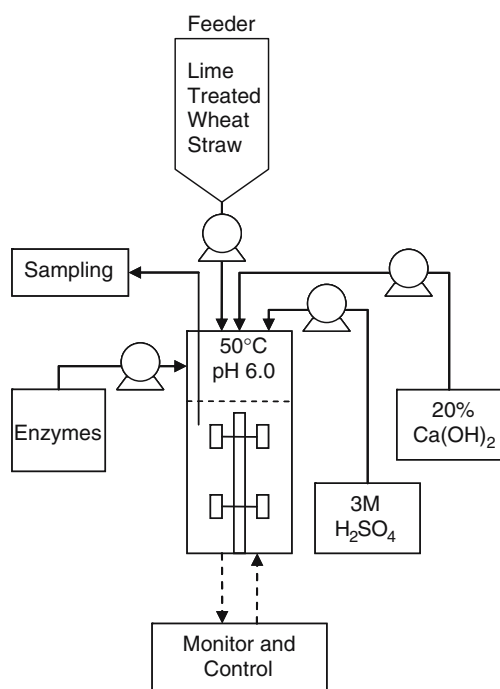 Feeder
Lime
Treated
Wheat
Straw
Sampling
50°C
pH 6.0
Enzymes
20%
Ca(OH)₂
3M
H₂SO₄
Monitor and
Control